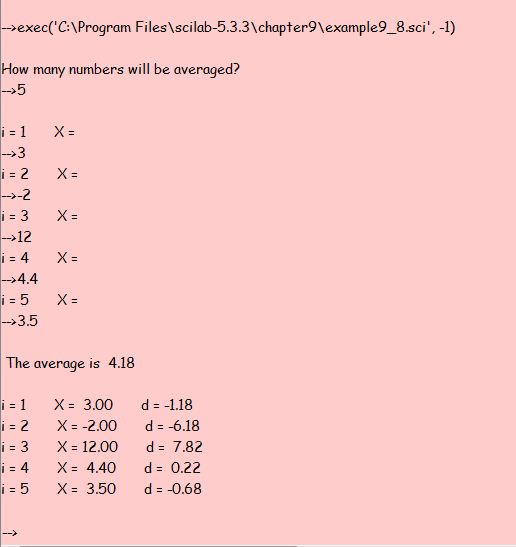 -->exec('C:\Program Files\scilab-5.3.3\chapter9\example9_8.sci', -1)
How many numbers will be averaged?
-->5
i = 1 X =
-->3
i = 2 X =
-->-2
i = 3 X =
-->12
i = 4 X =
-->4.4
i = 5 X =
-->3.5
The average is 4.18
i = 1 X = 3.00 d = -1.18
i = 2 X = -2.00 d = -6.18
i = 3 X = 12.00 d = 7.82
i = 4 X = 4.40 d = 0.22
i = 5 X = 3.50 d = -0.68
-->